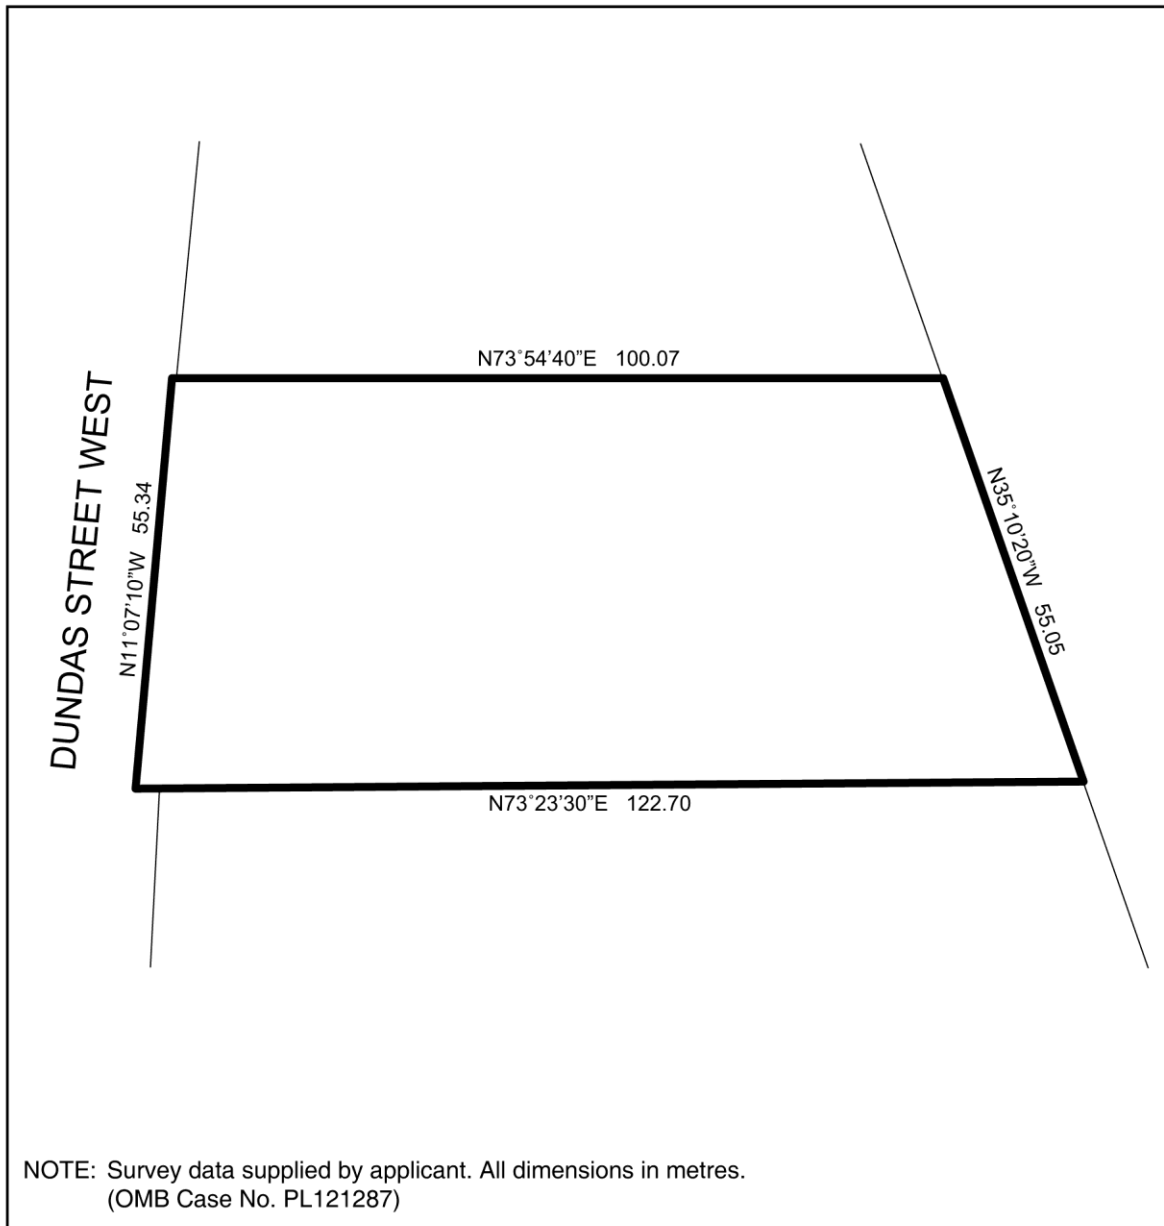 N73°54'40"E 100.07
DUNDAS STREET WEST
N11°07'10"W 55.34
N35°10'20"W 55.05
N73°23'30"E 122.70
NOTE: Survey data supplied by applicant. All dimensions in metres.
(OMB Case No. PL121287)